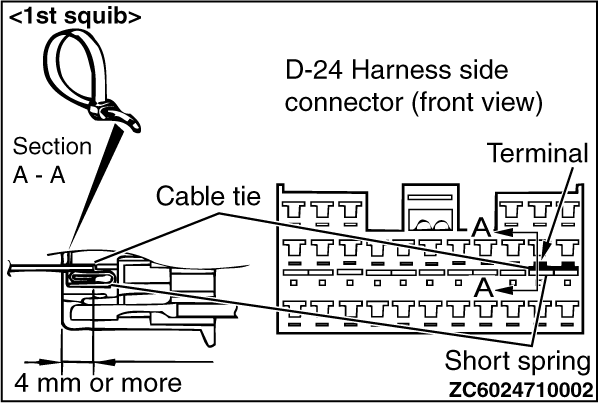 <1st squib>
D-24 Harness side
connector (front view)
Section
A - A
Terminal
Cable tie
A
A
Short spring
4 mm or more
ZC6024710002